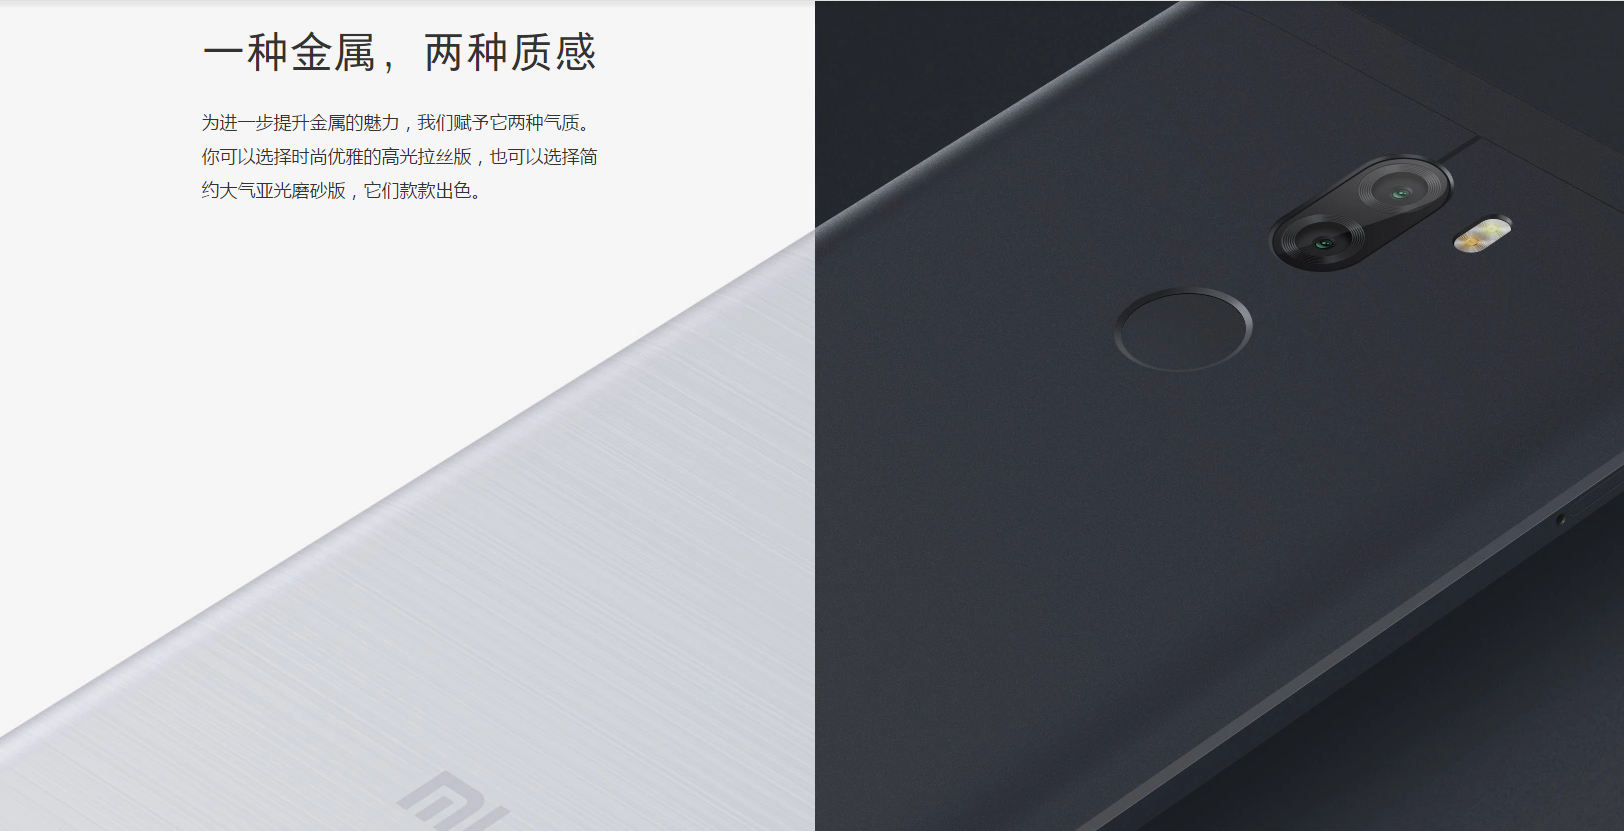 一种金属，两种质感
为进一步提升金属的魅力，我们赋予它两种气质。
你可以选择时尚优雅的高光拉丝版，也可以选择简
约大气亚光磨砂版，它们款款出色。
MI